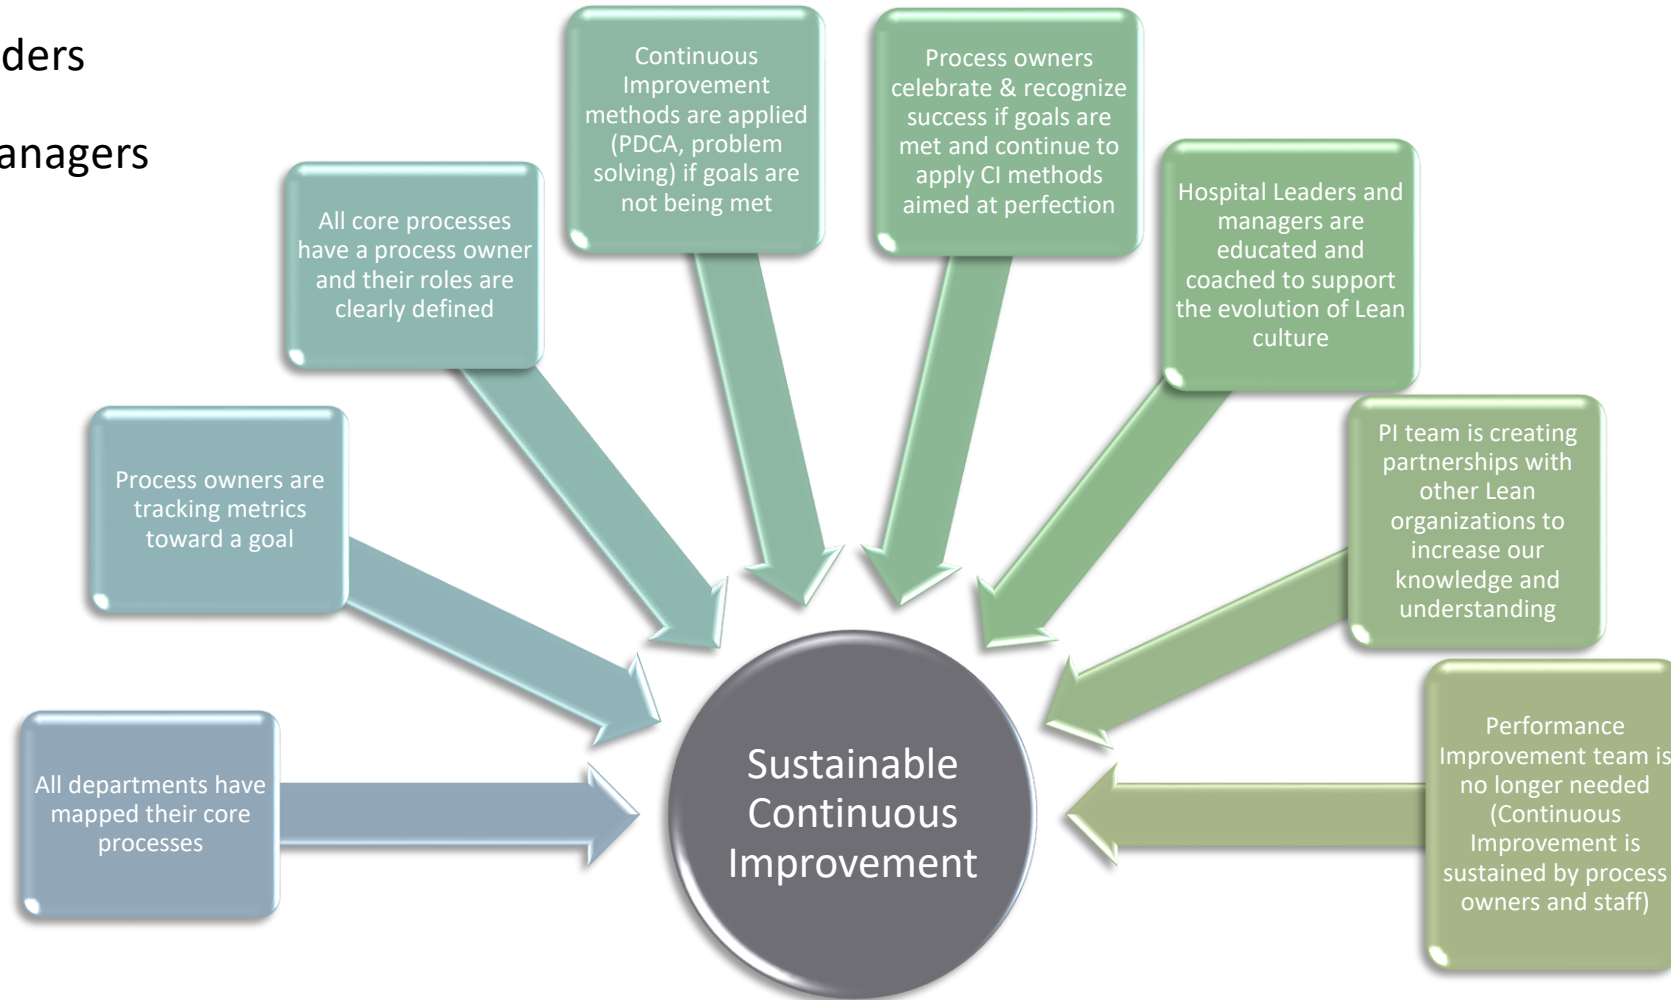 ders
anagers
All departments have
mapped their core
processes
Process owners are
tracking metrics
toward a goal
All core processes
have a process owner
and their roles are
clearly defined
Continuous
Improvement
methods are applied
(PDCA, problem
solving) if goals are
not being met
Process owners
celebrate & recognize
success if goals are
met and continue to
apply CI methods
aimed at perfection
Hospital Leaders and
managers are
educated and
coached to support
the evolution of Lean
culture
PI team is creating
partnerships with
other Lean
organizations to
increase our
knowledge and
understanding
Performance
Improvement team is
no longer needed
(Continuous
Improvement is
sustained by process
owners and staff)
Sustainable
Continuous
Improvement